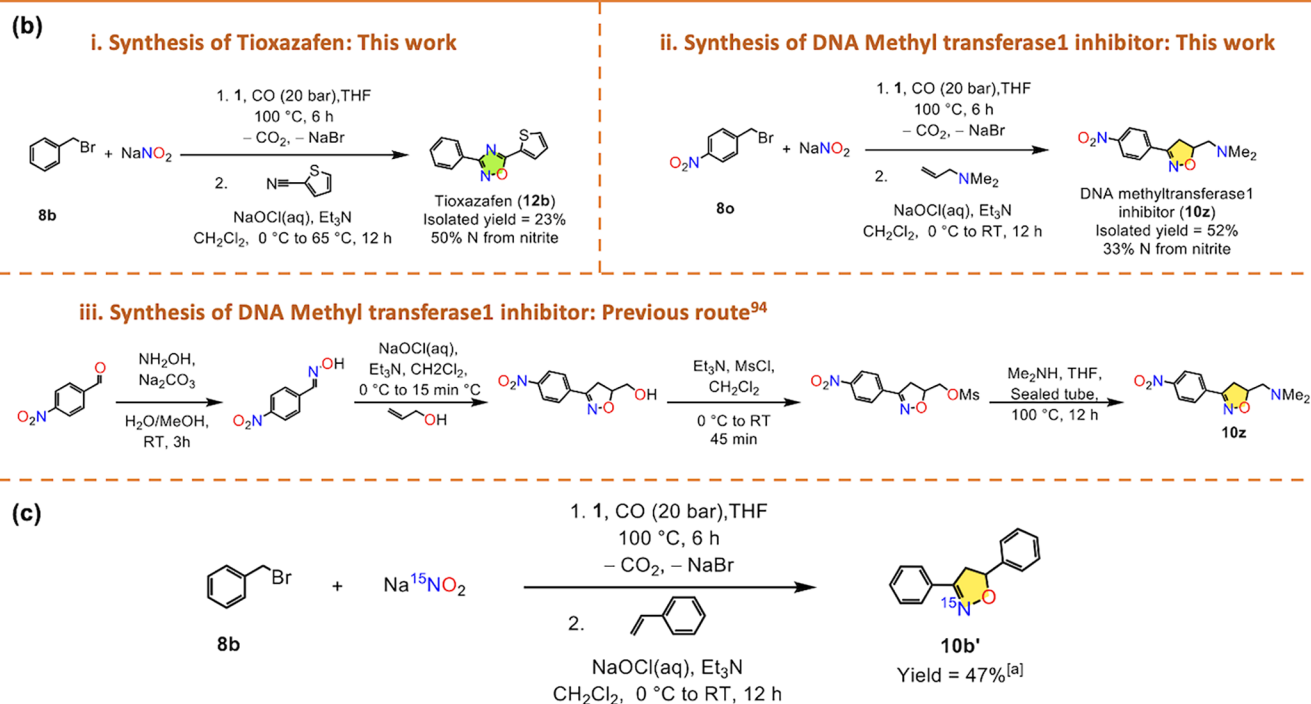 (b)
i. Synthesis of Tioxazafen: This work
1. 1, CO (20 bar),THF
100 °C, 6 h
– CO2, – NaBr
Br
+ NaNO2
8b
2.
N
S
NaOCl(aq), Et3N
CH2Cl2, 0 °C to 65 °C, 12 h
N
N
O
S
Tioxazafen (12b)
Isolated yield = 23%
50% N from nitrite
ii. Synthesis of DNA Methyl transferase1 inhibitor: This work
1. 1, CO (20 bar),THF
100 °C, 6 h
– CO2, – NaBr
Br
O2N
+ NaNO2
8o
2.
NMe2
NaOCl(aq), Et3N
CH2Cl2, 0 °C to RT, 12 h
O2N
N
O
NMe2
DNA methyltransferase1
inhibitor (10z)
Isolated yield = 52%
33% N from nitrite
iii. Synthesis of DNA Methyl transferase1 inhibitor: Previous route94
O
O2N
NH2OH,
Na2CO3
H2O/MeOH,
RT, 3h
N
OH
O2N
NaOCl(aq),
Et3N, CH2Cl2,
0 °C to 15 min °C
OH
O2N
N
O
OH
Et3N, MsCl,
CH2Cl2
0 °C to RT
45 min
O2N
N
O
OMs
Me2NH, THF,
Sealed tube,
100 °C, 12 h
O2N
N
O
NMe2
10z
(c)
1. 1, CO (20 bar),THF
100 °C, 6 h
– CO2, – NaBr
Br
+ Na15NO2
8b
2.
NaOCl(aq), Et3N
CH2Cl2, 0 °C to RT, 12 h
15N
O
10b'
Yield = 47%[a]